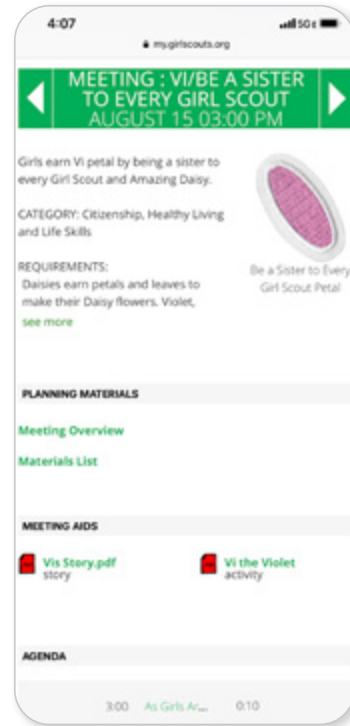 4:07
5GE
my.girlscouts.org
MEETING : VI/BE A SISTER
TO EVERY GIRL SCOUT
AUGUST 15 03:00 PM
Girls earn Vi petal by being a sister to
every Girl Scout and Amazing Daisy.
CATEGORY: Citizenship, Healthy Living
and Life Skills
REQUIREMENTS:
Daisies earn petals and leaves to
make their Daisy flowers. Violet,
see more
Be a Sister to Every
Girl Scout Petal
PLANNING MATERIALS
Meeting Overview
Materials List
MEETING AIDS
Vis Story.pdf
story
Vi the Violet
activity
AGENDA
3:00 As Girls Ar... 0:10